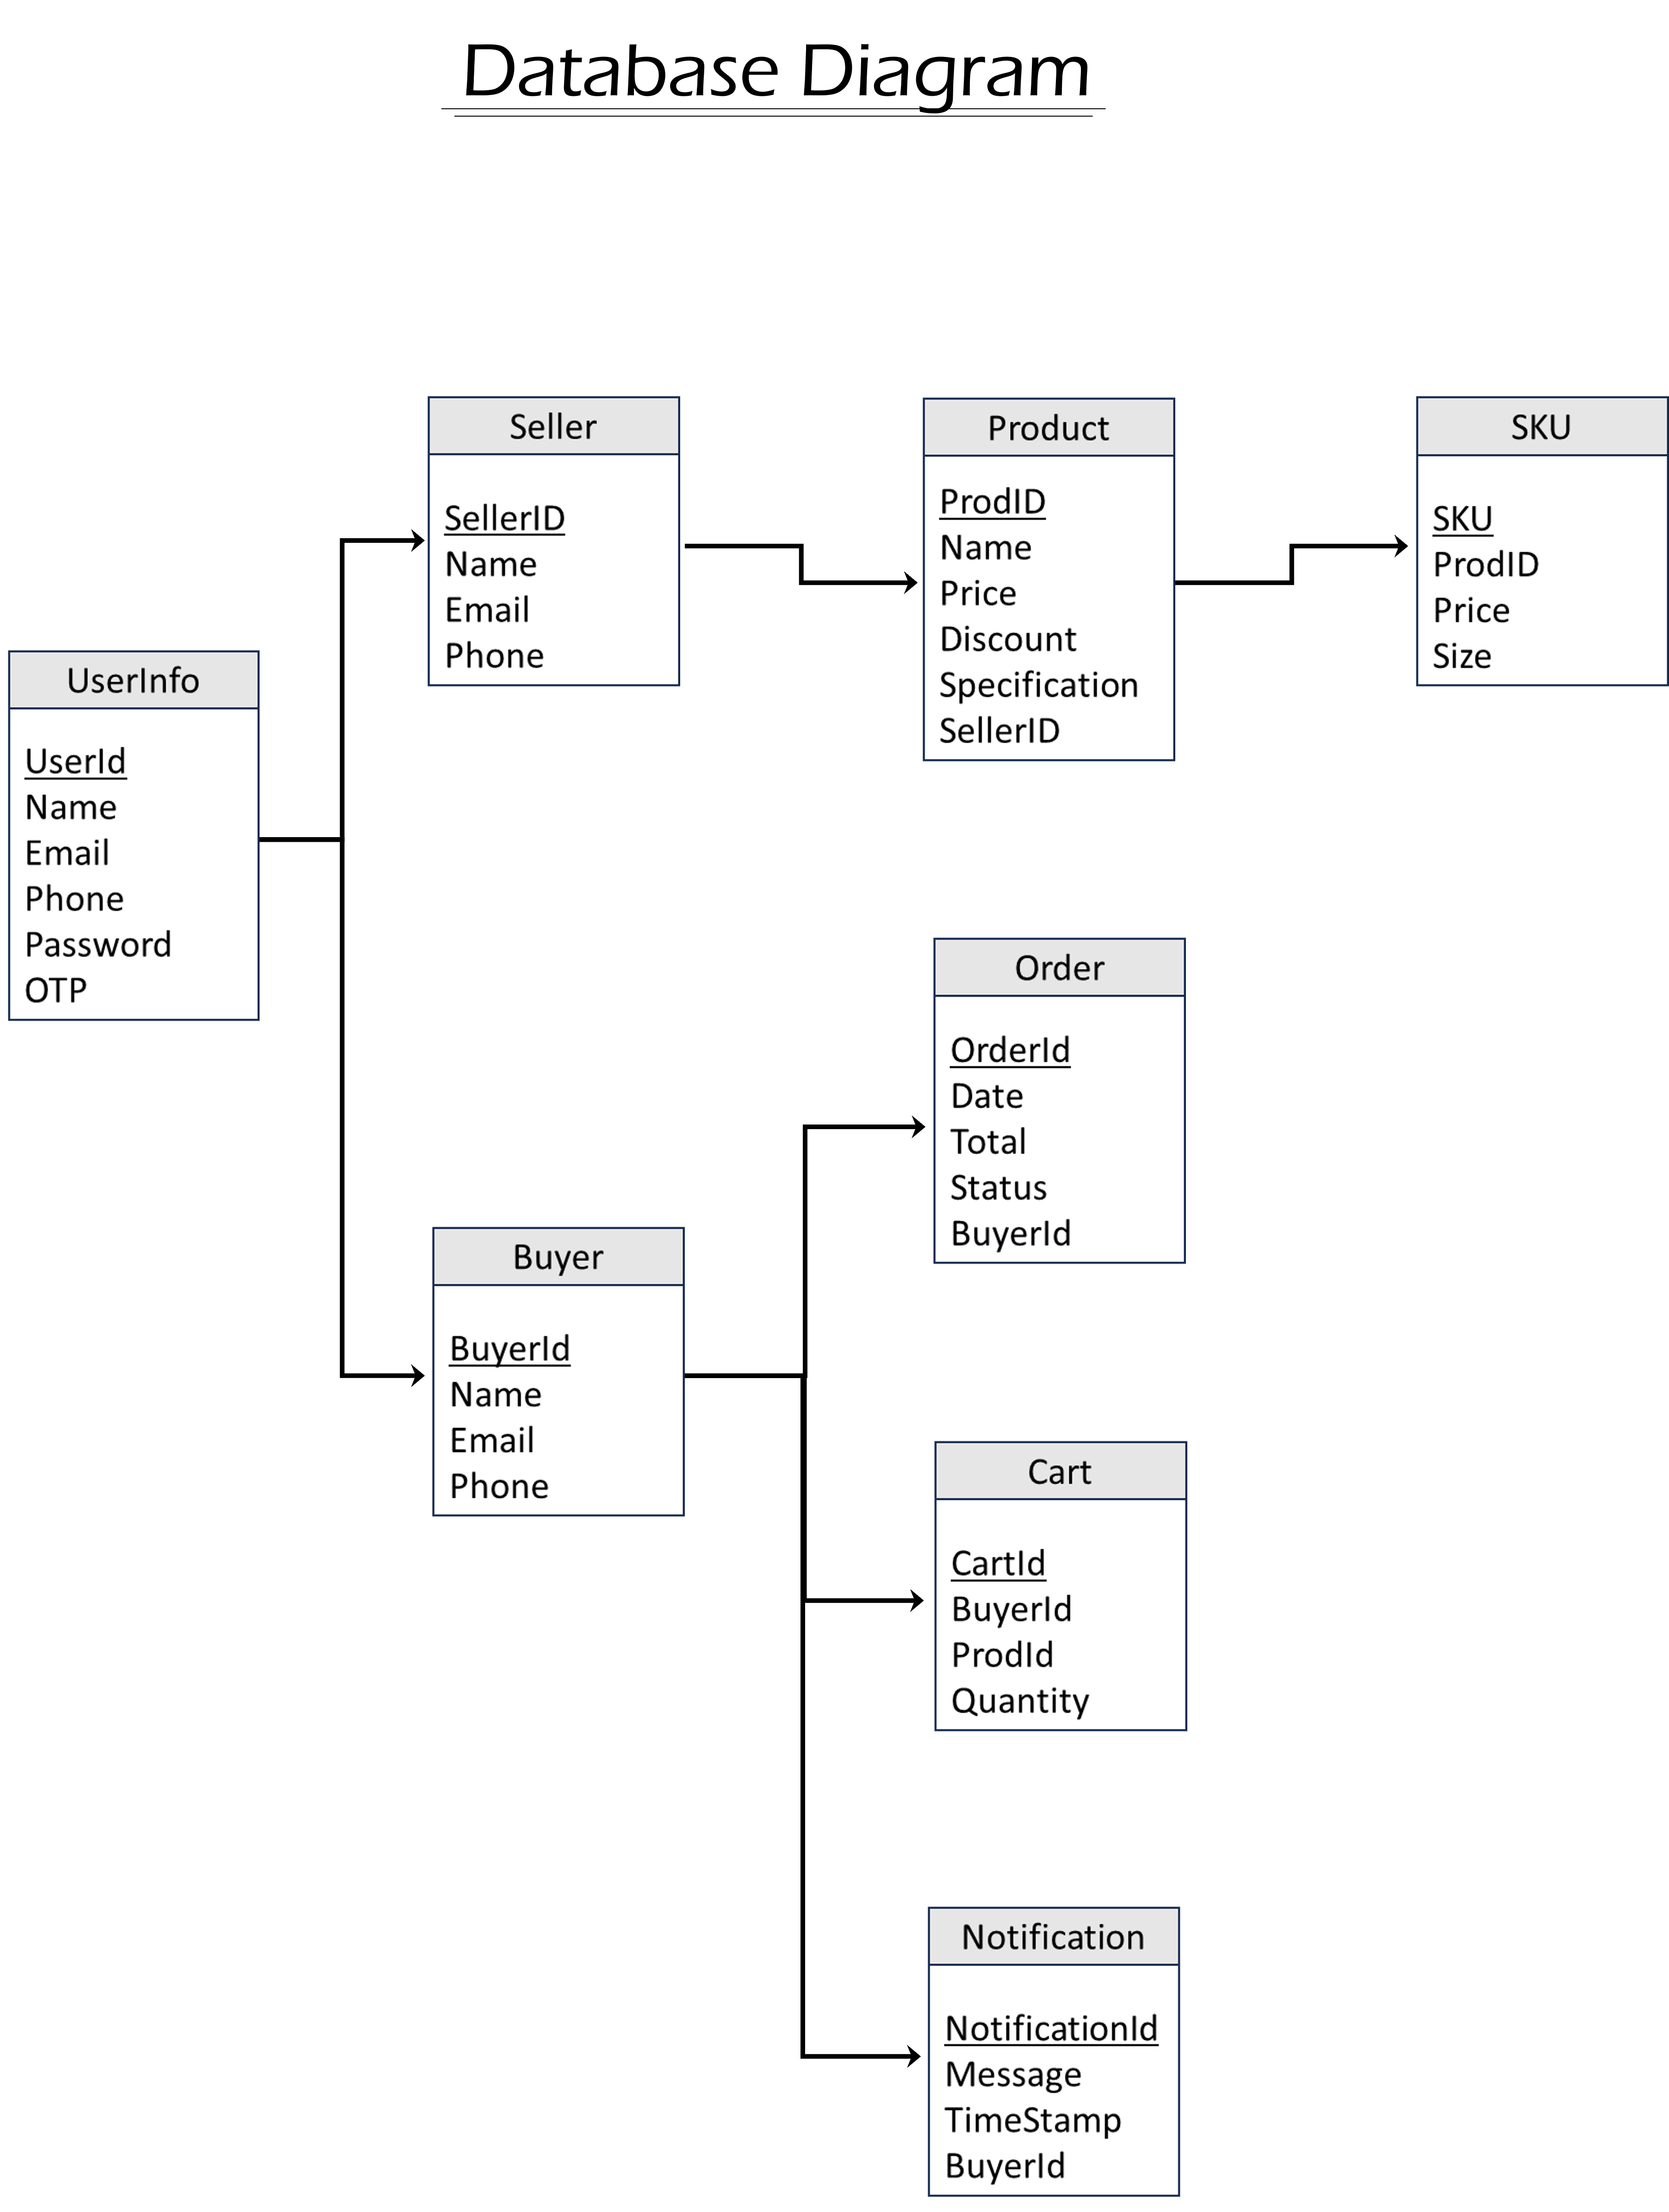 Database Diagram
Seller
SellerID
Name
Email
Phone
Product
ProdID
Name
Price
Discount
Specification
SellerID
SKU
SKU
ProdID
Price
Size
UserInfo
UserId
Name
Email
Phone
Password
OTP
Order
OrderId
Date
Total
Status
BuyerId
Buyer
BuyerId
Name
Email
Phone
Cart
CartId
BuyerId
ProdId
Quantity
Notification
NotificationId
Message
TimeStamp
BuyerId